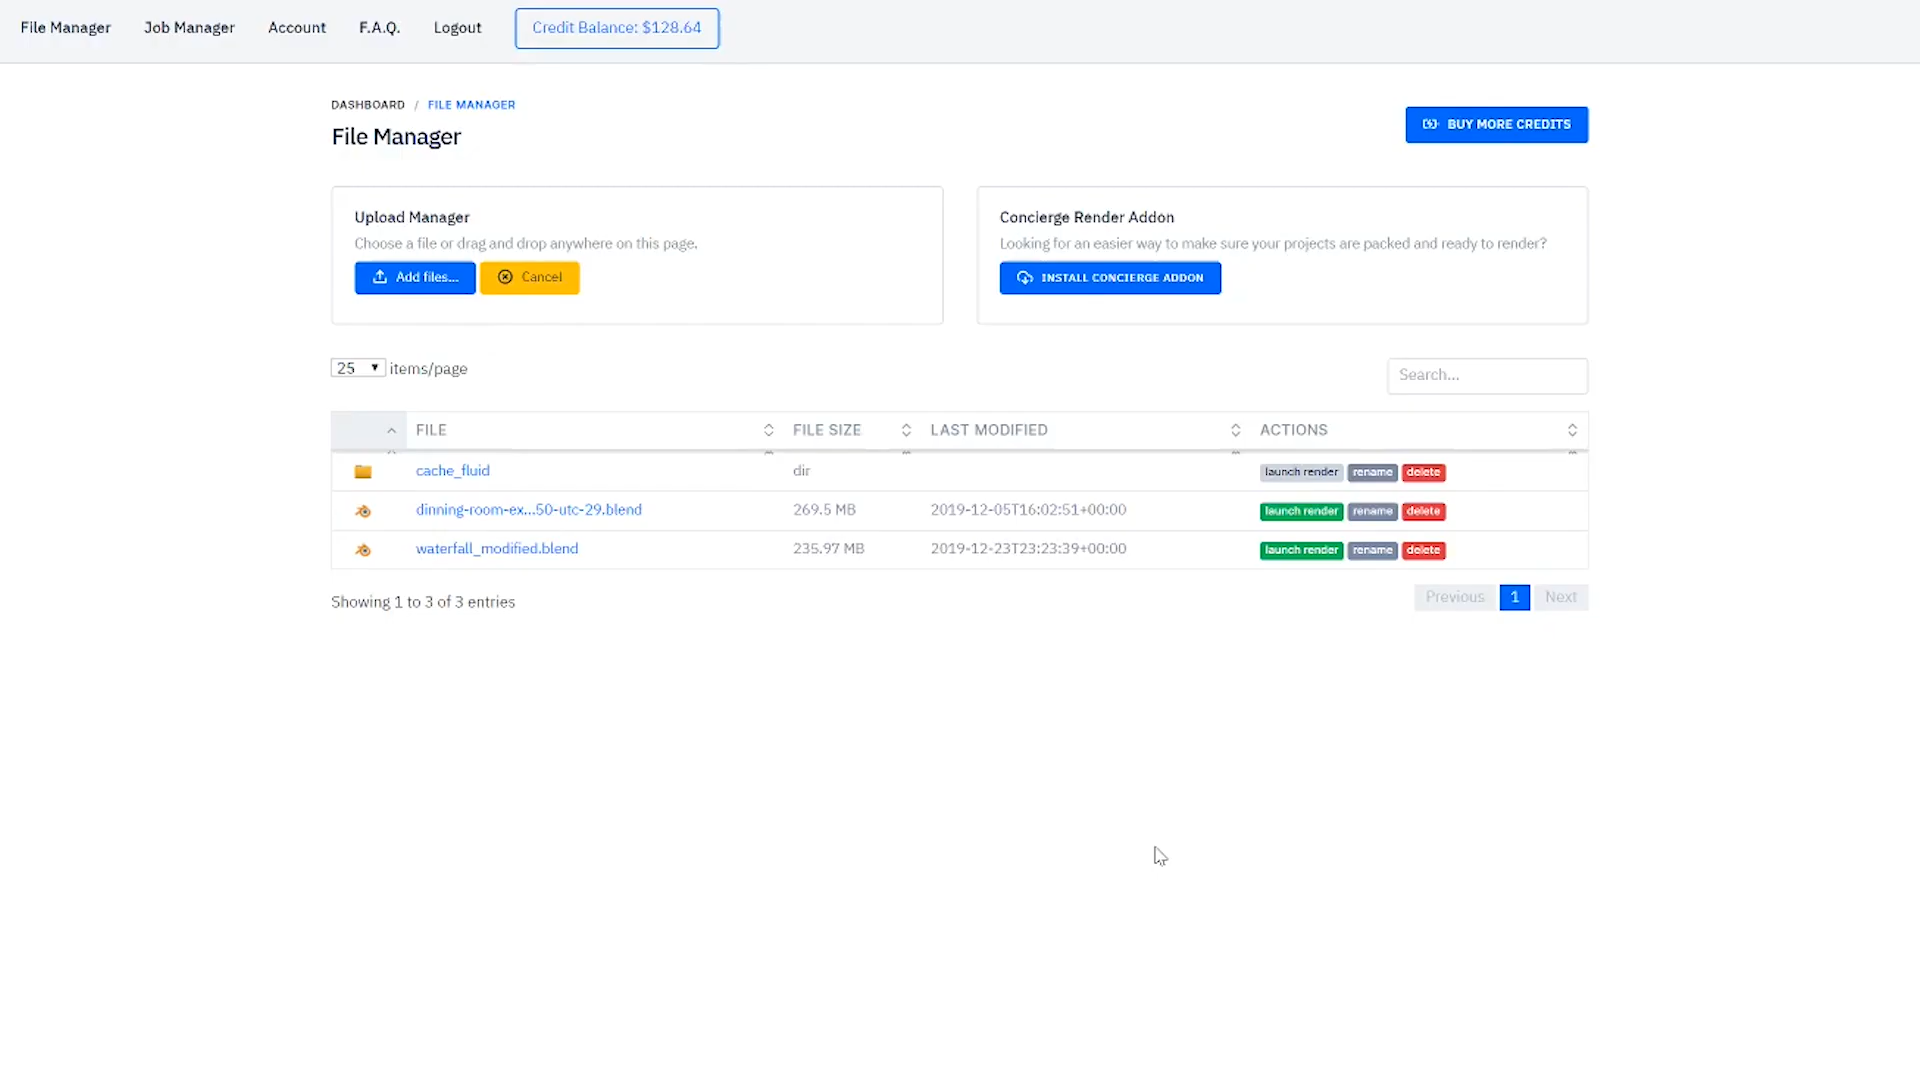 File Manager Job Manager Account F.A.Q. Logout Credit Balance: $128.64
DASHBOARD / FILE MANAGER
File Manager
BUY MORE CREDITS
Upload Manager
Choose a file or drag and drop anywhere on this page.
Add files... Cancel
Concierge Render Addon
Looking for an easier way to make sure your projects are packed and ready to render?
INSTALL CONCIERGE ADDON
25 items/page
Search...
FILE FILE SIZE LAST MODIFIED ACTIONS
cache_fluid dir launch render rename delete
dinning-room-ex...50-utc-29.blend 269.5 MB 2019-12-05T16:02:51+00:00 launch render rename delete
waterfall_modified.blend 235.97 MB 2019-12-23T23:23:39+00:00 launch render rename delete
Showing 1 to 3 of 3 entries
Previous 1 Next